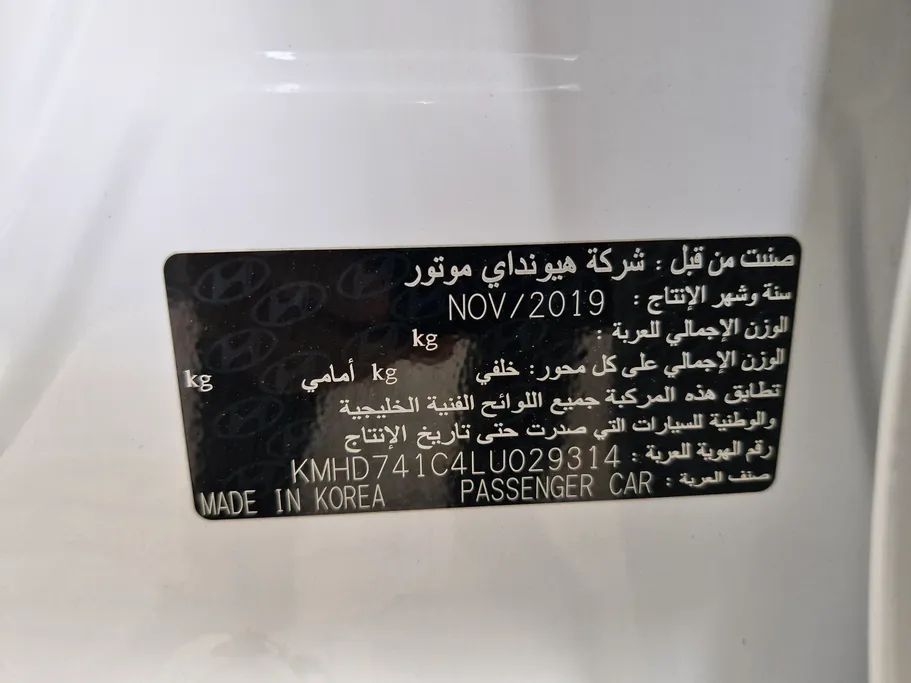 صنعت من قبل : شركة هيونداي موتور
سنة وشهر الإنتاج : NOV/2019
الوزن الإجمالي للعربة : kg
الوزن الإجمالي على كل محور: خلفي kg أمامي kg
تطابق هذه المركبة جميع اللوائح الفنية الخليجية
والوطنية للسيارات التي صدرت حتى تاريخ الإنتاج
رقم الهوية للعربة : KMHD741C4LU029314
صنف العربة : PASSENGER CAR MADE IN KOREA